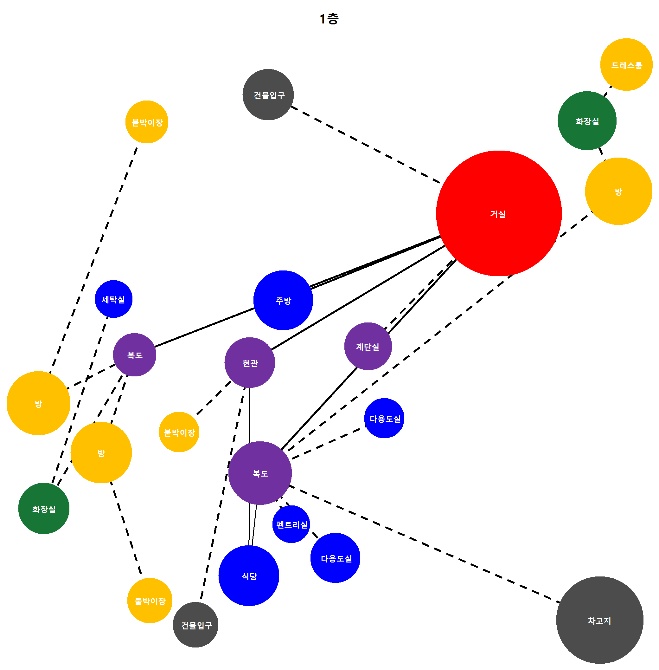 1층
드레스룸
건물입구
화장실
붙박이장
방
거실
세탁실
주방
계단실
복도
현관
방
다용도실
붙박이장
방
복도
화장실
펜트리실
다용도실
식당
붙박이장
차고지
건물입구